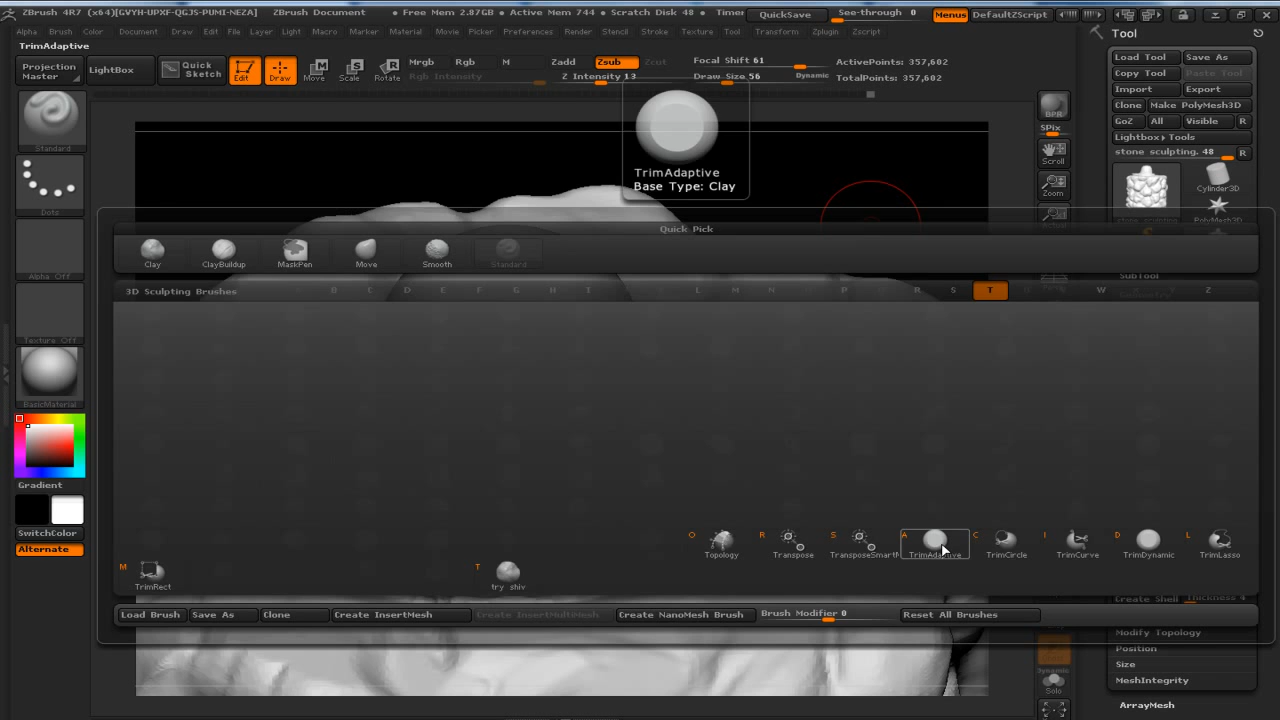 ZBrush 4R7 (x64)[GVYH-UPXF-QGJS-PUMI-NEZA] ZBrush Document • Free Mem 2.87GB • Active Mem 744 • Scratch Disk 48 • Timer QuickSave See-through 0 Menus DefaultZScript
Alpha Brush Color Document Draw Edit File Layer Light Macro Marker Material Movie Picker Preferences Render Stencil Stroke Texture Tool Transform Zplugin Zscript
Tool
TrimAdaptive
Projection Master
LightBox
Quick Sketch
Edit Draw Move Scale Rotate
Mrgb Rgb M Zadd Zsub Zcut
Rgb Intensity Z Intensity 13
Focal Shift 61
Draw Size 56 Dynamic
ActivePoints: 357,602
TotalPoints: 357,602
Load Tool Save As
Copy Tool Paste Tool
Import Export
Clone Make PolyMesh3D
GoZ All Visible R
Lightbox▸Tools
stone sculpting. 48 R
Cylinder3D
PolyMesh3D
BPR
SPix
Scroll
Zoom
Standard
Dots
Alpha Off
Texture Off
BasicMaterial
Gradient
SwitchColor
Alternate
TrimAdaptive
Base Type: Clay
Quick Pick
Clay ClayBuildup MaskPen Move Smooth Standard
3D Sculpting Brushes B C D E F G H T L M N P R S T W Z
SubTool
O Topology R Transpose S TransposeSmartM A TrimAdaptive C TrimCircle I TrimCurve D TrimDynamic L TrimLasso
M TrimRect T try shiv
Load Brush Save As Clone Create InsertMesh Create InsertMultiMesh Create NanoMesh Brush Brush Modifier 0 Reset All Brushes
Create Shell Thickness 4
Modify Topology
Position
Size
MeshIntegrity
ArrayMesh
Dynamic
Solo